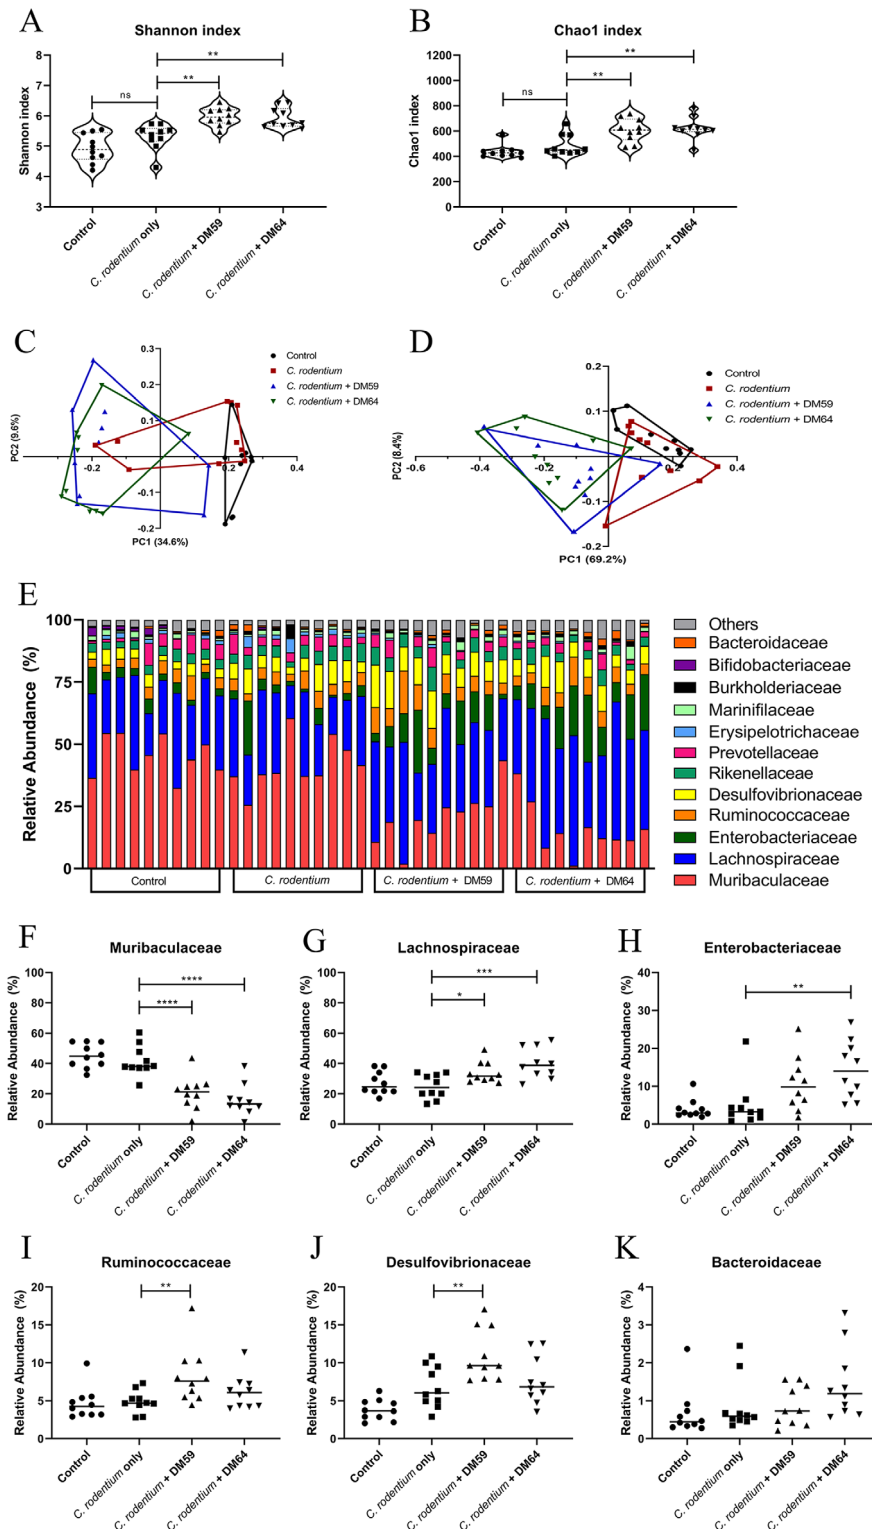 A
Shannon index
Shannon index
8
7
6
5
4
3
ns
**
**
Control
C. rodentium only
C. rodentium + DM59
C. rodentium + DM64
B
Chao1 index
Chao1 index
1200
1000
800
600
400
200
0
ns
**
**
Control
C. rodentium only
C. rodentium + DM59
C. rodentium + DM64
C
PC2 (9.6%)
0.3
0.2
0.1
-0.1
-0.2
-0.2
0.2
0.4
PC1 (34.6%)
Control
C. rodentium
C. rodentium + DM59
C. rodentium + DM64
D
PC2 (8.4%)
0.2
0.1
-0.1
-0.2
-0.6
-0.4
-0.2
0.2
0.4
PC1 (69.2%)
Control
C. rodentium
C. rodentium + DM59
C. rodentium + DM64
E
Relative Abundance (%)
100
75
50
25
0
Control
C. rodentium
C. rodentium + DM59
C. rodentium + DM64
Others
Bacteroidaceae
Bifidobacteriaceae
Burkholderiaceae
Marinifilaceae
Erysipelotrichaceae
Prevotellaceae
Rikenellaceae
Desulfovibrionaceae
Ruminococcaceae
Enterobacteriaceae
Lachnospiraceae
Muribaculaceae
F
Muribaculaceae
Relative Abundance (%)
100
80
60
40
20
0
****
****
Control
C. rodentium only
C. rodentium + DM59
C. rodentium + DM64
G
Lachnospiraceae
Relative Abundance (%)
100
80
60
40
20
0
***
*
Control
C. rodentium only
C. rodentium + DM59
C. rodentium + DM64
H
Enterobacteriaceae
Relative Abundance (%)
40
30
20
10
0
**
Control
C. rodentium only
C. rodentium + DM59
C. rodentium + DM64
I
Ruminococcaceae
Relative Abundance (%)
20
15
10
5
0
**
Control
C. rodentium only
C. rodentium + DM59
C. rodentium + DM64
J
Desulfovibrionaceae
Relative Abundance (%)
20
15
10
5
0
**
Control
C. rodentium only
C. rodentium + DM59
C. rodentium + DM64
K
Bacteroidaceae
Relative Abundance (%)
4
3
2
1
0
Control
C. rodentium only
C. rodentium + DM59
C. rodentium + DM64